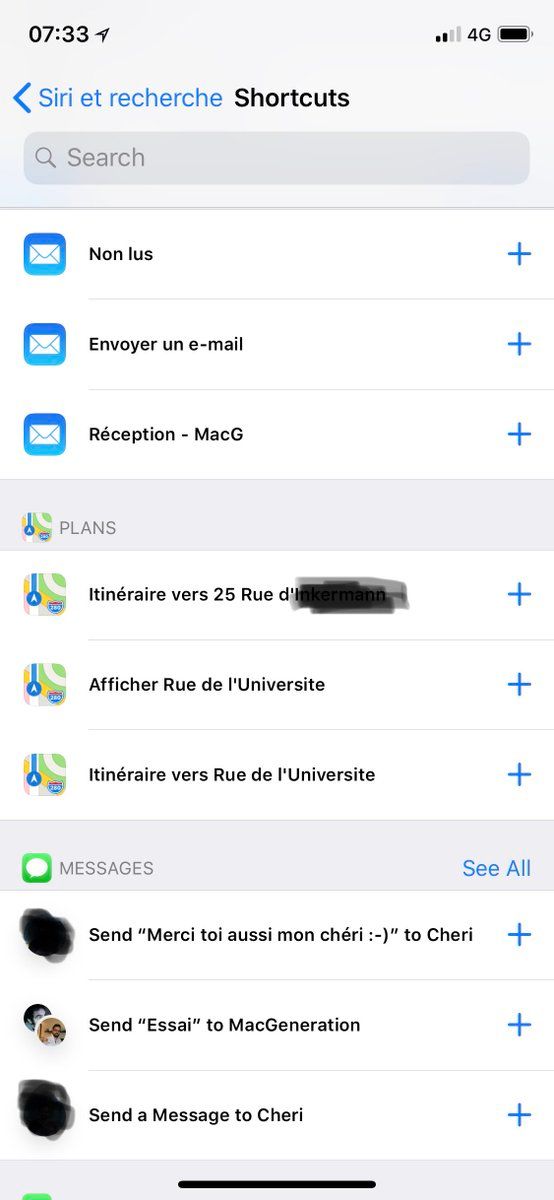 07:33
4G
Siri et recherche Shortcuts
Search
Non lus
Envoyer un e-mail
Réception - MacG
PLANS
Itinéraire vers 25 Rue d'
Afficher Rue de l'Universite
Itinéraire vers Rue de l'Universite
MESSAGES See All
Send “Merci toi aussi mon chéri :-)” to Cheri
Send “Essai” to MacGeneration
Send a Message to Cheri